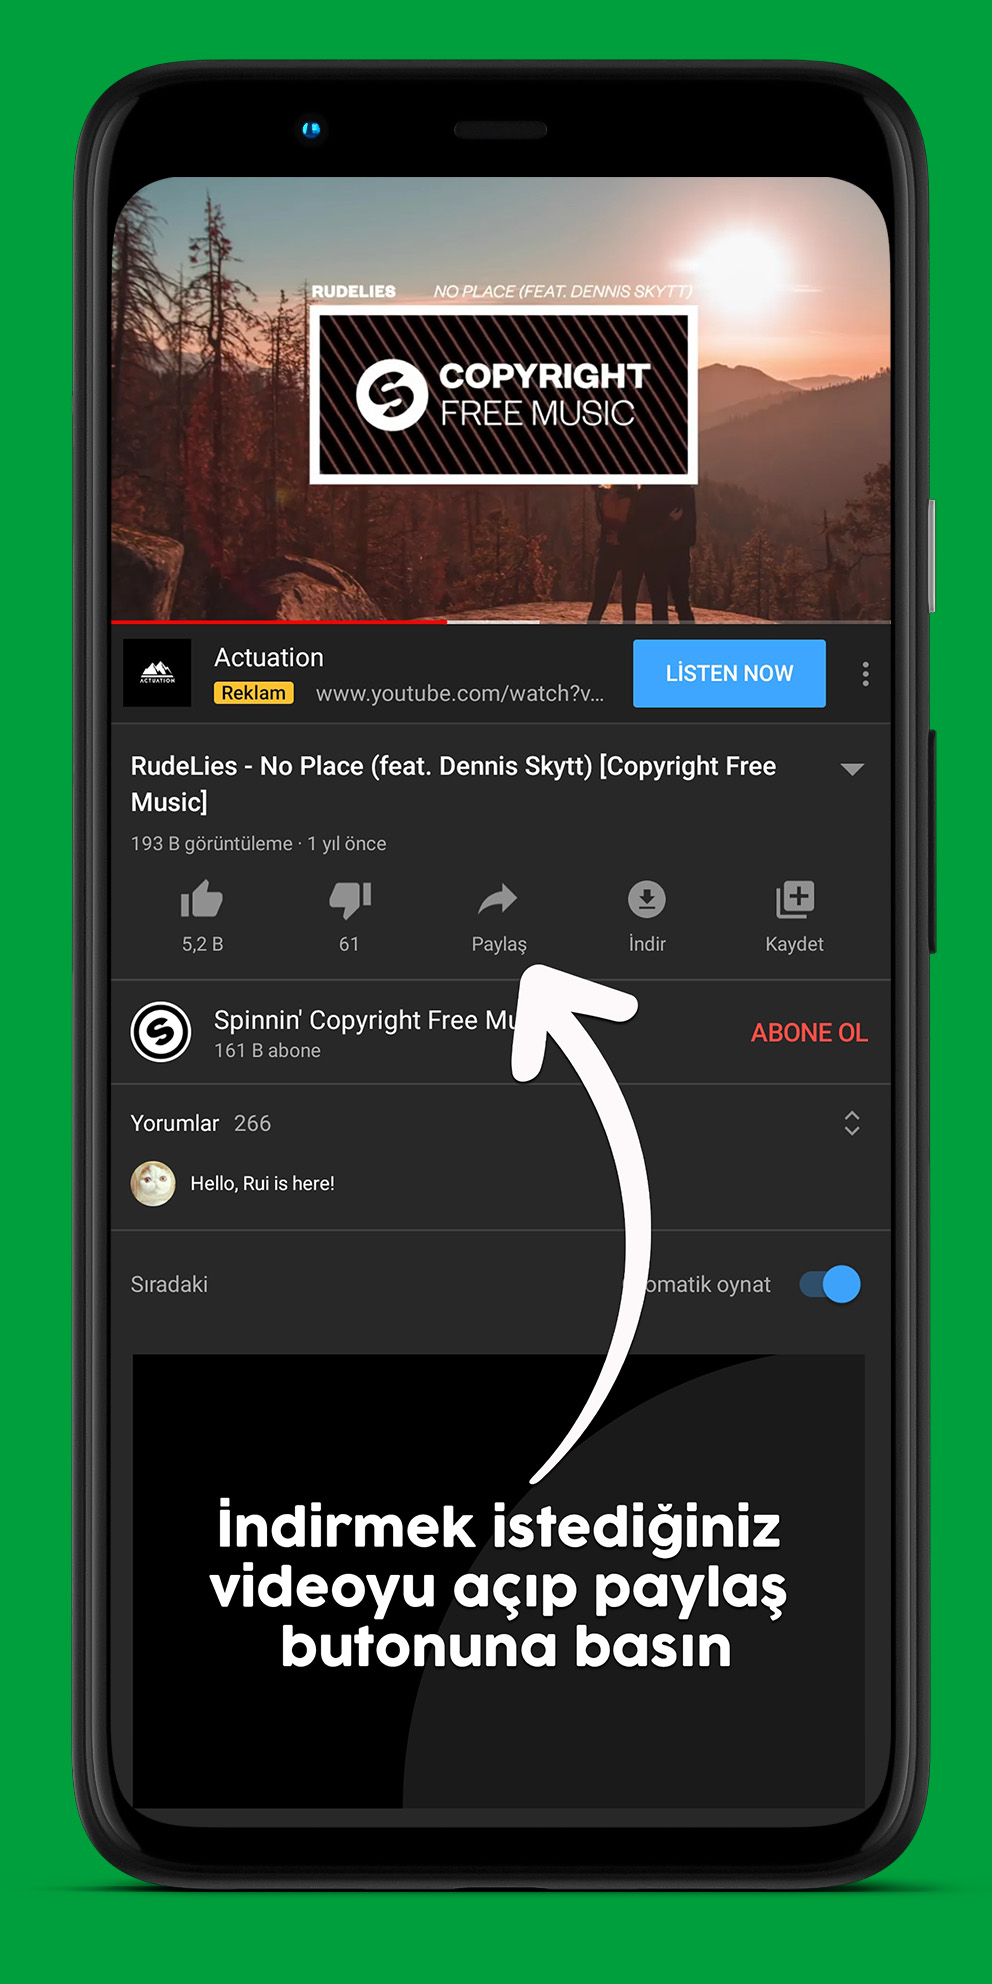 RUDELIES NO PLACE (FEAT. DENNIS SKYTT)
COPYRIGHT
FREE MUSIC
ACTUATION
Actuation
Reklam www.youtube.com/watch?v...
LİSTEN NOW
RudeLies - No Place (feat. Dennis Skytt) [Copyright Free
Music]
193 B görüntüleme · 1 yıl önce
5,2 B 61 Paylaş İndir Kaydet
Spinnin' Copyright Free Mu
161 B abone
ABONE OL
Yorumlar 266
Hello, Rui is here!
Sıradaki omatik oynat
İndirmek istediğiniz
videoyu açıp paylaş
butonuna basın